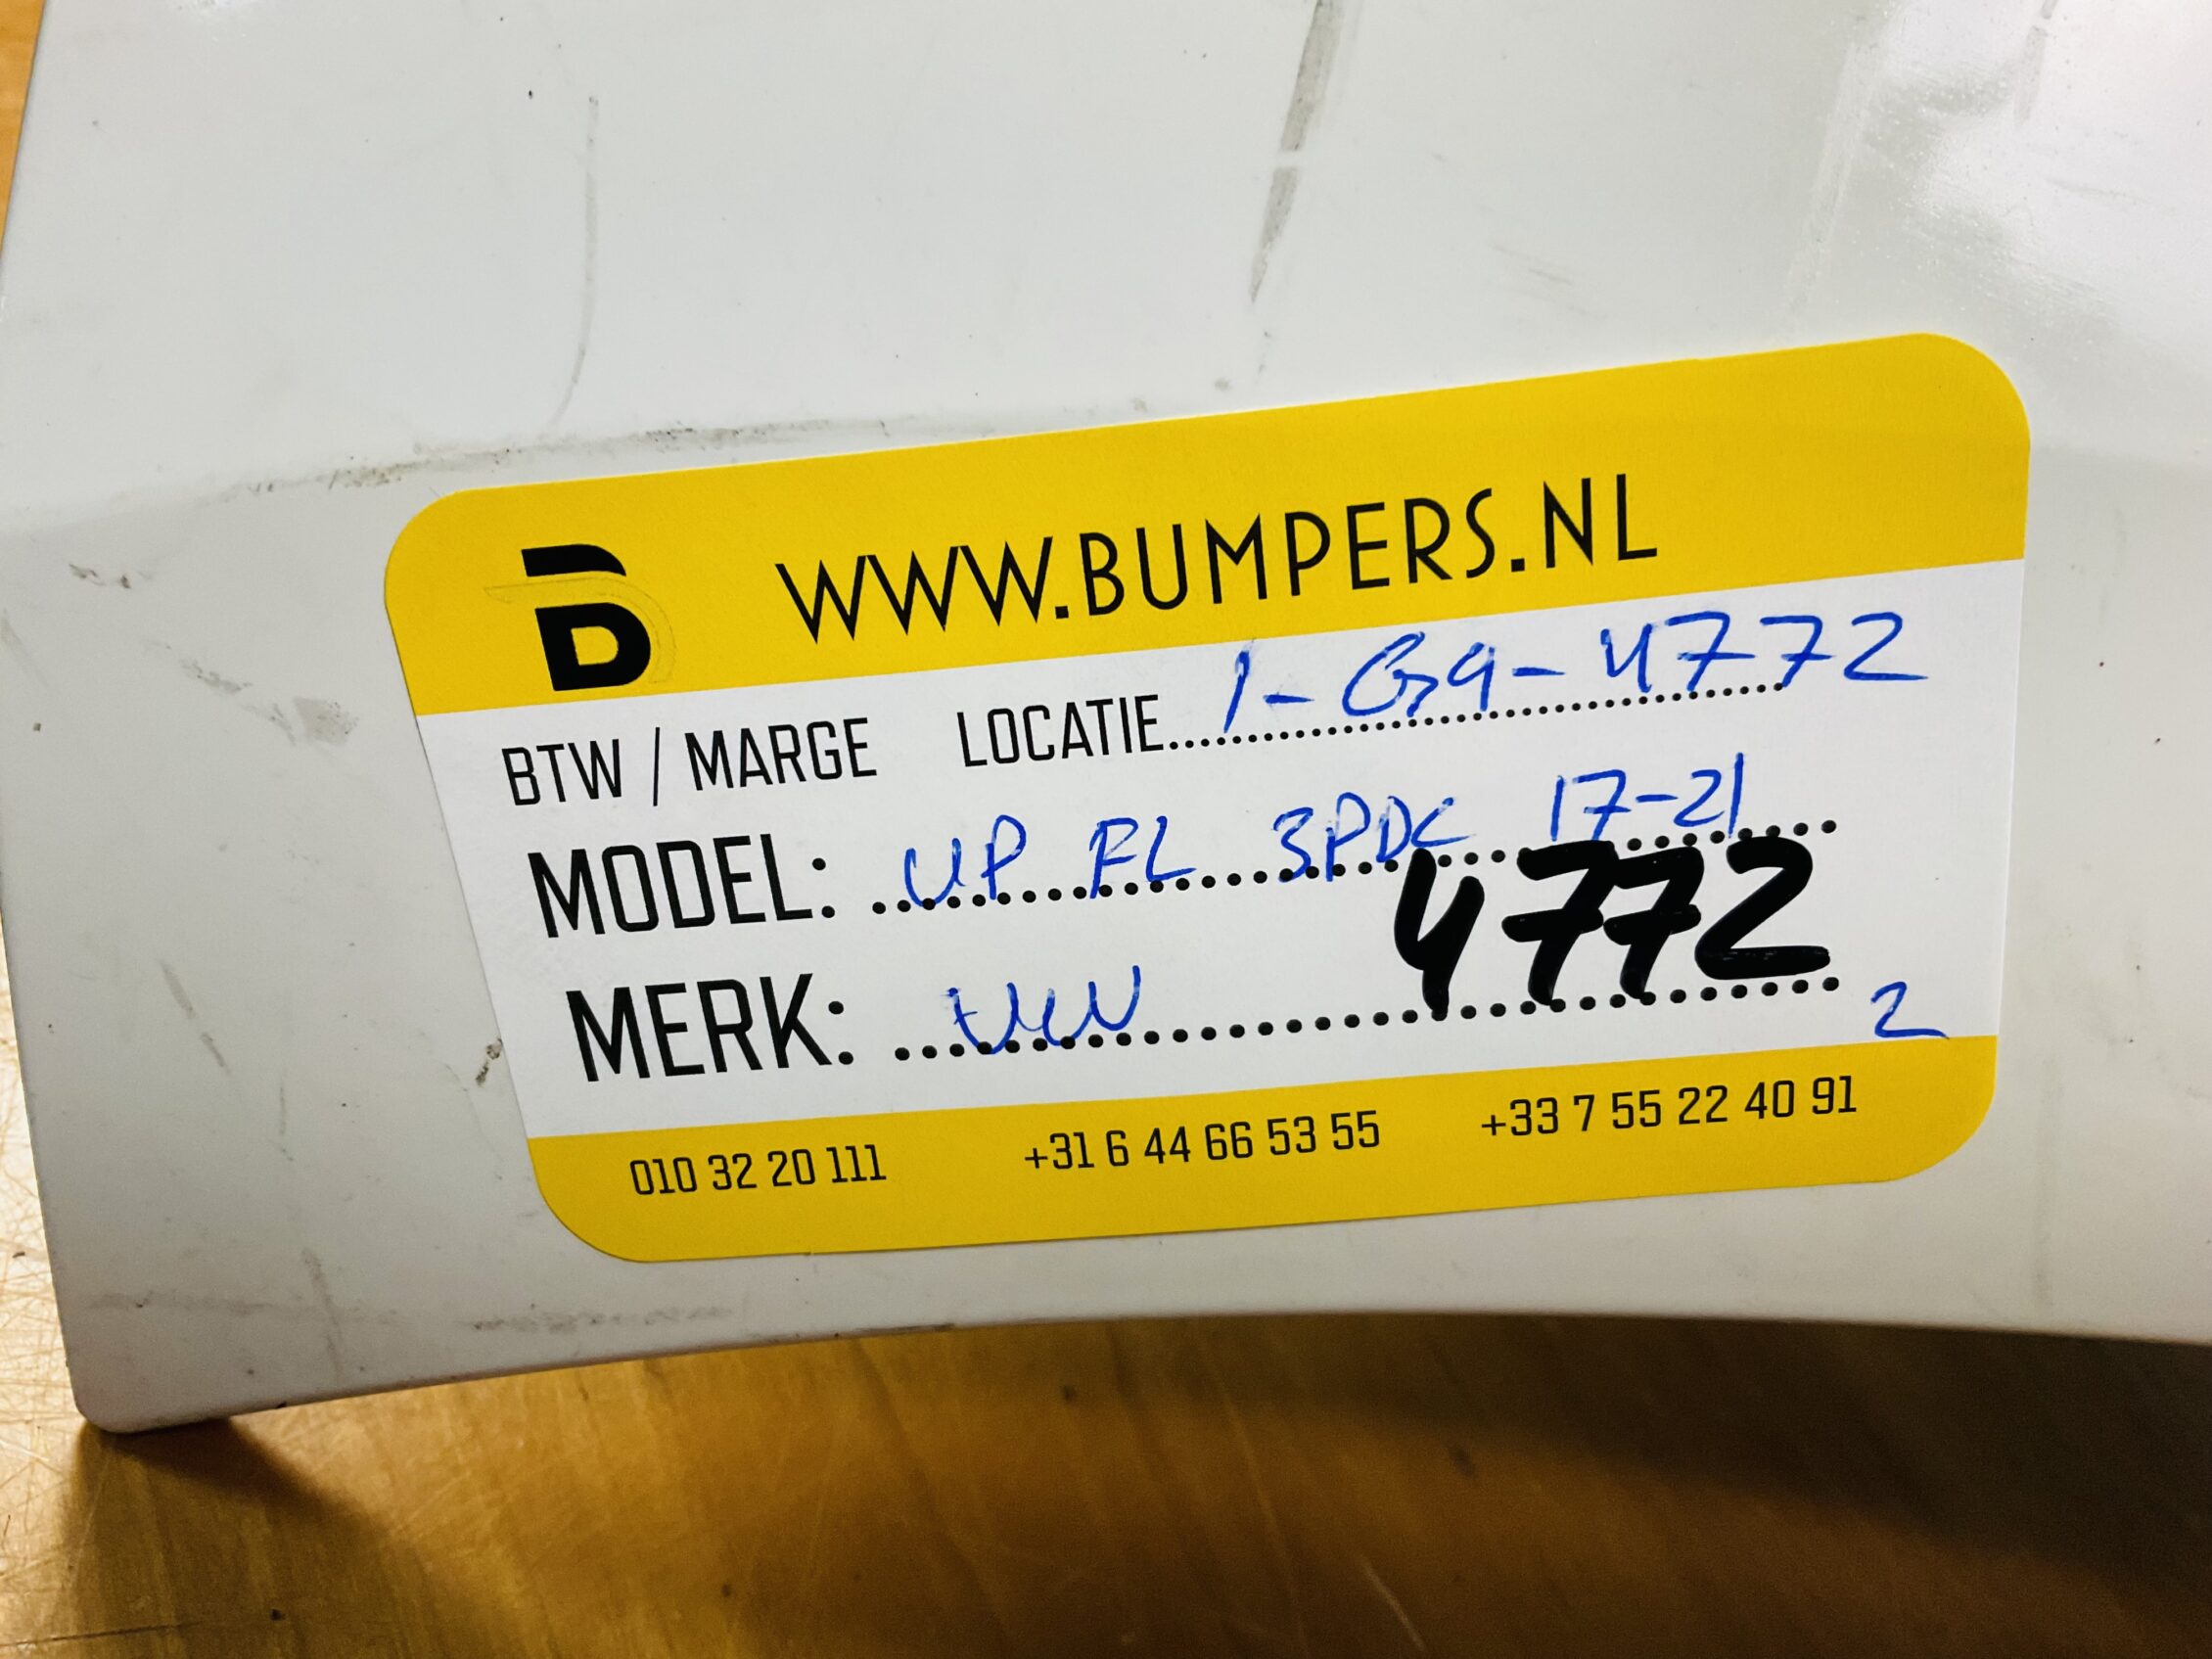 WWW.BUMPERS.NL
BTW / MARGE LOCATIE 1-G9-4772
MODEL: UP FL 3PDC 17-21
4772
MERK: VW
2
010 32 20 111 +31 6 44 66 53 55 +33 7 55 22 40 91